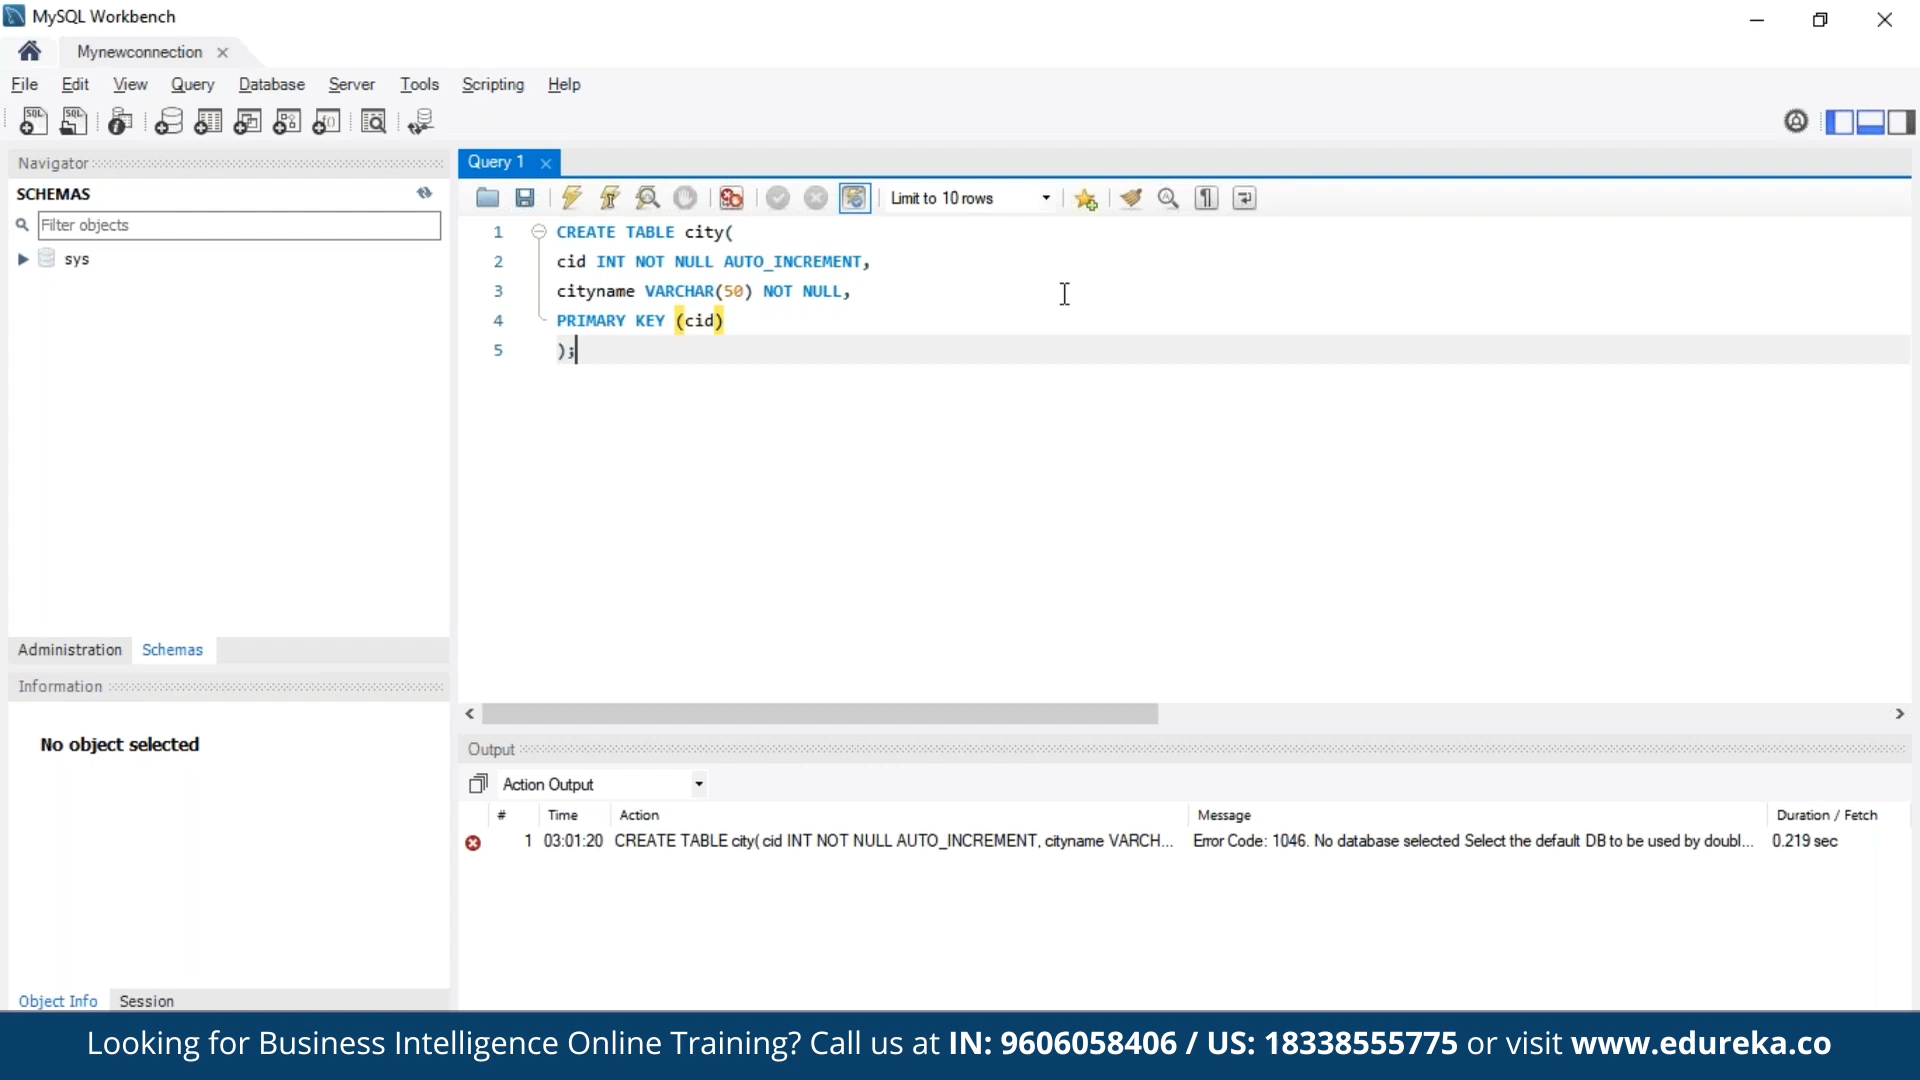 MySQL Workbench
Mynewconnection
File Edit View Query Database Server Tools Scripting Help
Navigator
SCHEMAS
Filter objects
sys
Administration Schemas
Information
No object selected
Object Info Session
Query 1
Limit to 10 rows
1 CREATE TABLE city(
2 cid INT NOT NULL AUTO_INCREMENT,
3 cityname VARCHAR(50) NOT NULL,
4 PRIMARY KEY (cid)
5 );
Output
Action Output
# Time Action Message Duration / Fetch
1 03:01:20 CREATE TABLE city( cid INT NOT NULL AUTO_INCREMENT, cityname VARCH... Error Code: 1046. No database selected Select the default DB to be used by doubl... 0.219 sec
Looking for Business Intelligence Online Training? Call us at IN: 9606058406 / US: 18338555775 or visit www.edureka.co